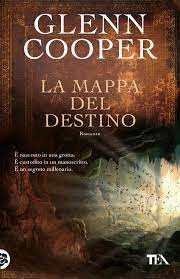 GLENN
COOPER
LA MAPPA
DEL
DESTINO
Romanzo
È nascosto in una grotta.
È custodito in un manoscritto.
È un segreto millenario.
TEA